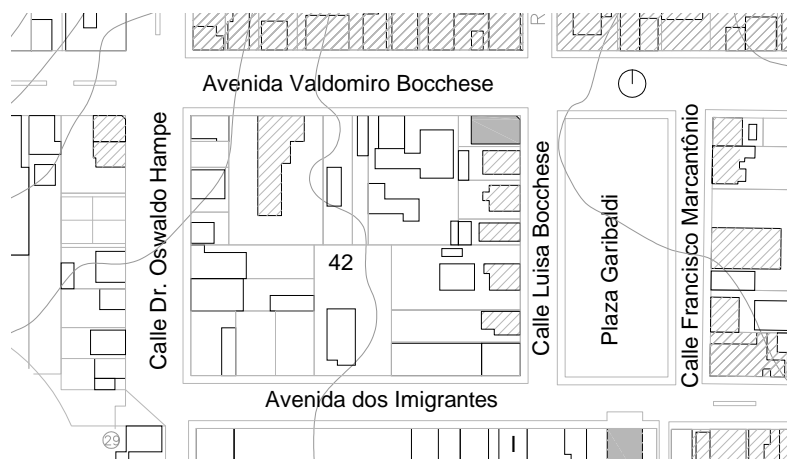 R
Avenida Valdomiro Bocchese
Calle Dr. Oswaldo Hampe
Calle Luisa Bocchese
Plaza Garibaldi
Calle Francisco Marcantônio
42
Avenida dos Imigrantes
29
I